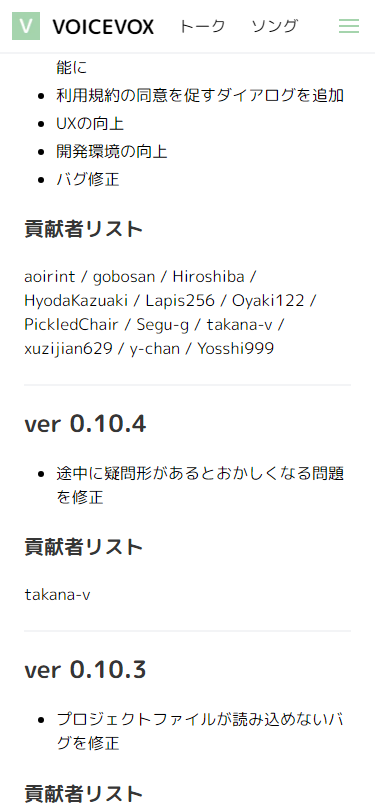 V VOICEVOX トーク ソング
能に
利用規約の同意を促すダイアログを追加
UXの向上
開発環境の向上
バグ修正
貢献者リスト
aoirint / gobosan / Hiroshiba /
HyodaKazuaki / Lapis256 / Oyaki122 /
PickledChair / Segu-g / takana-v /
xuzijian629 / y-chan / Yosshi999
ver 0.10.4
途中に疑問形があるとおかしくなる問題
を修正
貢献者リスト
takana-v
ver 0.10.3
プロジェクトファイルが読み込めないバ
グを修正
貢献者リスト